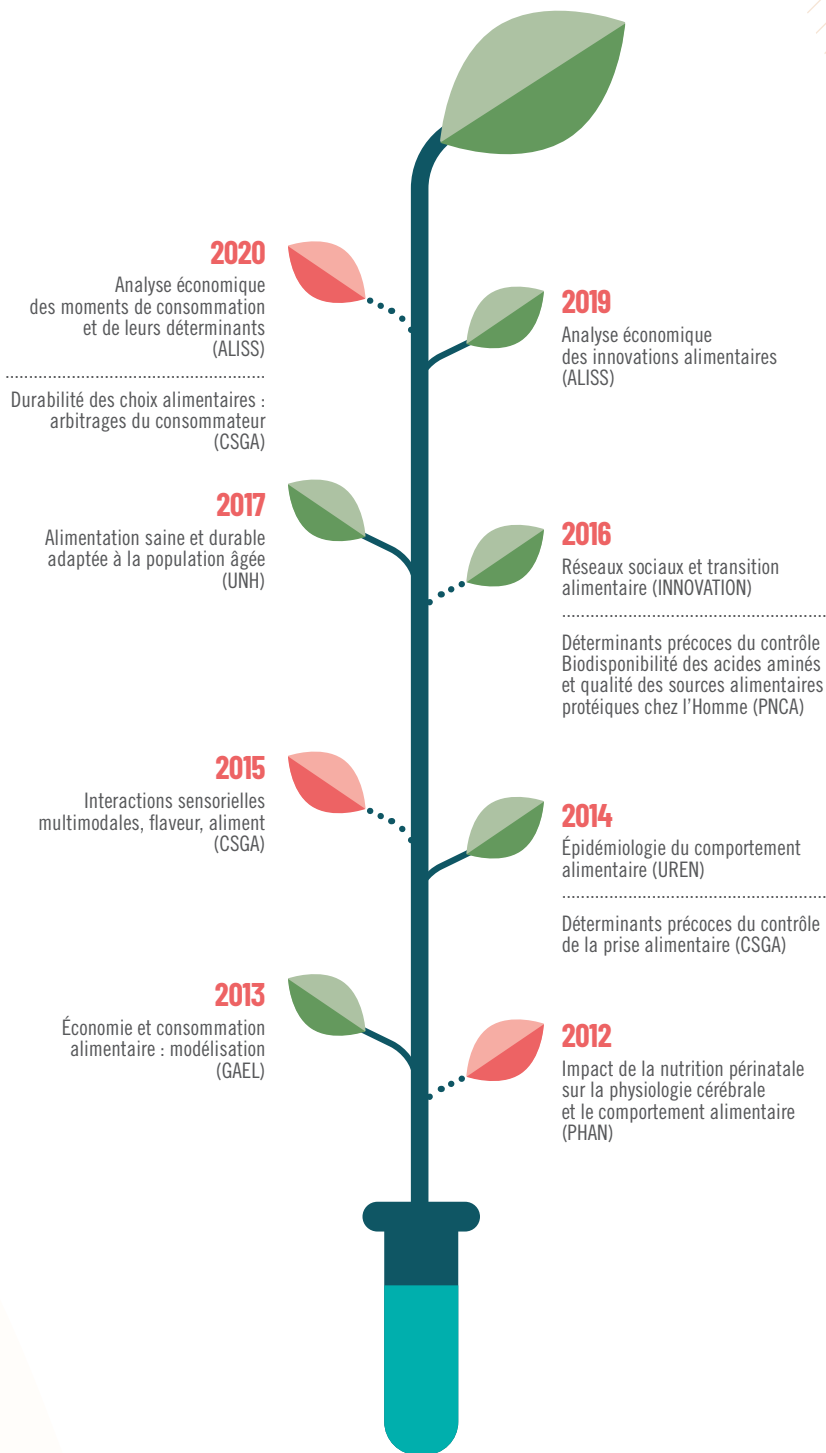 2020
Analyse économique
des moments de consommation
et de leurs déterminants
(ALISS)
Durabilité des choix alimentaires :
arbitrages du consommateur
(CSGA)
2019
Analyse économique
des innovations alimentaires
(ALISS)
2017
Alimentation saine et durable
adaptée à la population âgée
(UNH)
2016
Réseaux sociaux et transition
alimentaire (INNOVATION)
Déterminants précoces du contrôle
Biodisponibilité des acides aminés
et qualité des sources alimentaires
protéiques chez l’Homme (PNCA)
2015
Interactions sensorielles
multimodales, flaveur, aliment
(CSGA)
2014
Épidémiologie du comportement
alimentaire (UREN)
Déterminants précoces du contrôle
de la prise alimentaire (CSGA)
2013
Économie et consommation
alimentaire : modélisation
(GAEL)
2012
Impact de la nutrition périnatale
sur la physiologie cérébrale
et le comportement alimentaire
(PHAN)